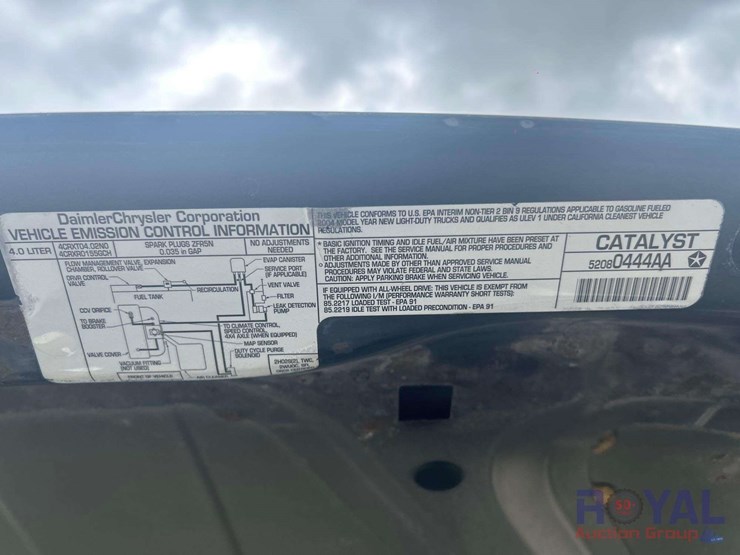 DaimlerChrysler Corporation
VEHICLE EMISSION CONTROL INFORMATION
4.0 LITER
4CRXT04.02N0
4CRXR0155GCH
SPARK PLUGS ZFR5N
0.035 in GAP
NO ADJUSTMENTS
NEEDED
FLOW MANAGEMENT VALVE, EXPANSION
CHAMBER, ROLLOVER VALVE
ORVR CONTROL
VALVE
FUEL TANK
RECIRCULATION
EVAP CANISTER
SERVICE PORT
(IF APPLICABLE)
VENT VALVE
FILTER
LEAK DETECTION
PUMP
CCV ORIFICE
TO BRAKE
BOOSTER
TO CLIMATE CONTROL,
SPEED CONTROL
4X4 AXLE (WHEN EQUIPPED)
MAP SENSOR
DUTY CYCLE PURGE
SOLENOID
VALVE COVER
VACUUM FITTING
(NOT USED)
FRONT OF VEHICLE
AIR CLEANER
THIS VEHICLE CONFORMS TO U.S. EPA INTERIM NON-TIER 2 BIN 9 REGULATIONS APPLICABLE TO GASOLINE FUELED
2004 MODEL YEAR NEW LIGHT-DUTY TRUCKS AND QUALIFIES AS ULEV 1 UNDER CALIFORNIA CLEANEST VEHICLE
REGULATIONS.
* BASIC IGNITION TIMING AND IDLE FUEL/AIR MIXTURE HAVE BEEN PRESET AT
THE FACTORY. SEE THE SERVICE MANUAL FOR PROPER PROCEDURES AND
OTHER ADDITIONAL INFORMATION.
* ADJUSTMENTS MADE BY OTHER THAN APPROVED SERVICE MANUAL
PROCEDURES MAY VIOLATE FEDERAL AND STATE LAWS.
CAUTION: APPLY PARKING BRAKE WHEN SERVICING VEHICLE
IF EQUIPPED WITH ALL-WHEEL DRIVE: THIS VEHICLE IS EXEMPT FROM
THE FOLLOWING I/M (PERFORMANCE WARRANTY SHORT TESTS):
85.2217 LOADED TEST - EPA 91
85.2219 IDLE TEST WITH LOADED PRECONDITION - EPA 91
CATALYST
52080444AA
ROYAL
Auction Group